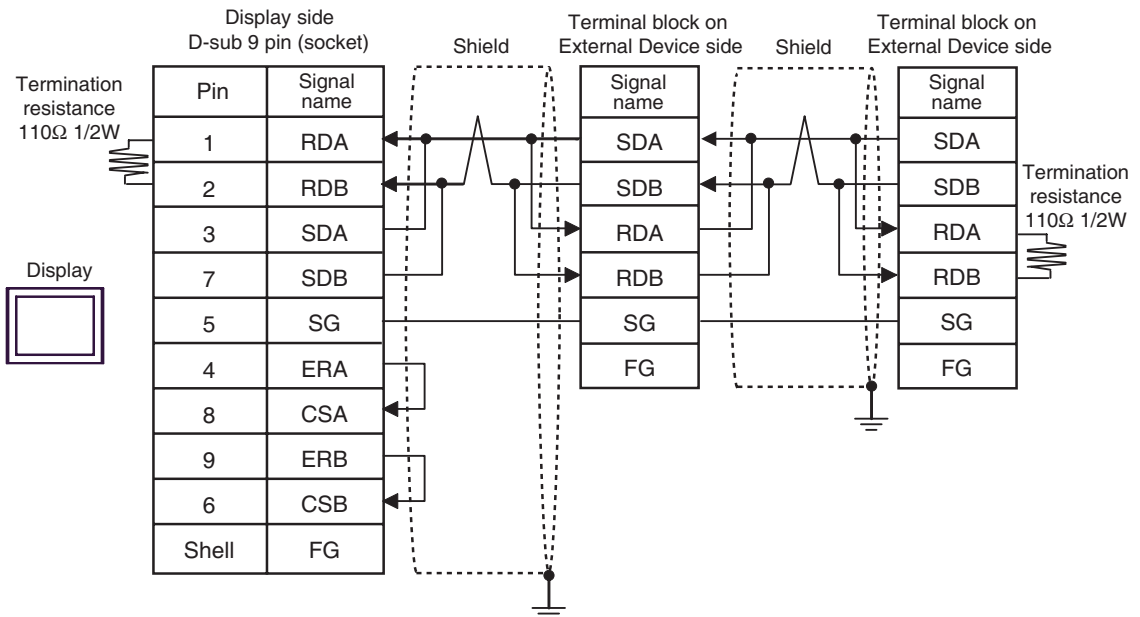 Display side
D-sub 9 pin (socket)
Shield
Terminal block on
External Device side
Shield
Terminal block on
External Device side
Termination
resistance
110Ω 1/2W
Pin
Signal
name
1
RDA
2
RDB
3
SDA
7
SDB
5
SG
4
ERA
8
CSA
9
ERB
6
CSB
Shell
FG
Display
Signal
name
SDA
SDB
RDA
RDB
SG
FG
Signal
name
SDA
SDB
RDA
RDB
SG
FG
Termination
resistance
110Ω 1/2W